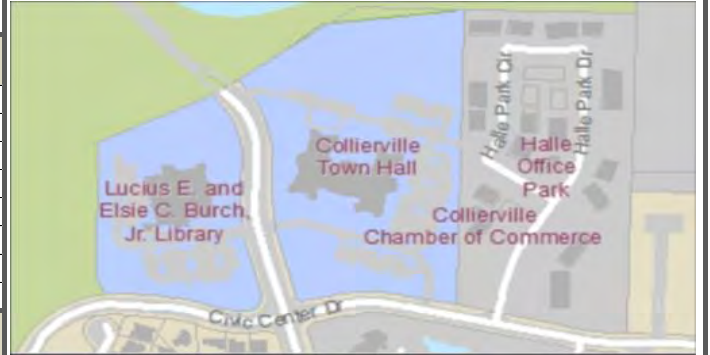 Halle Park Cir
Halle Park Dr
Collierville
Town Hall
Halle
Office
Park
Lucius E. and
Elsie C. Burch,
Jr. Library
Collierville
Chamber of Commerce
Civic Center Dr